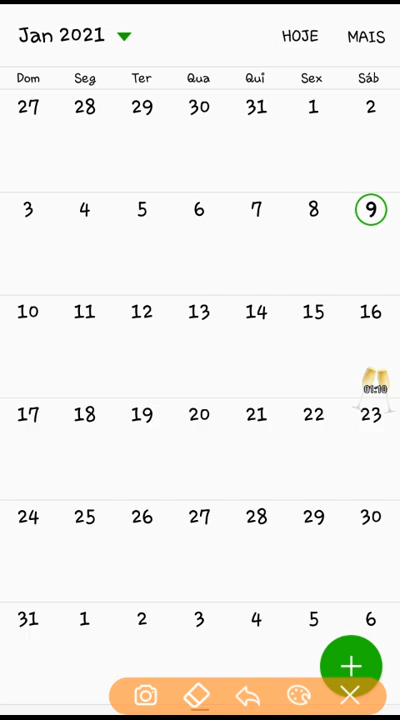 Jan 2021 HOJE MAIS
Dom Seg Ter Qua Qui Sex Sáb
27 28 29 30 31 1 2
3 4 5 6 7 8 9
10 11 12 13 14 15 16
01:10
17 18 19 20 21 22 23
24 25 26 27 28 29 30
31 1 2 3 4 5 6